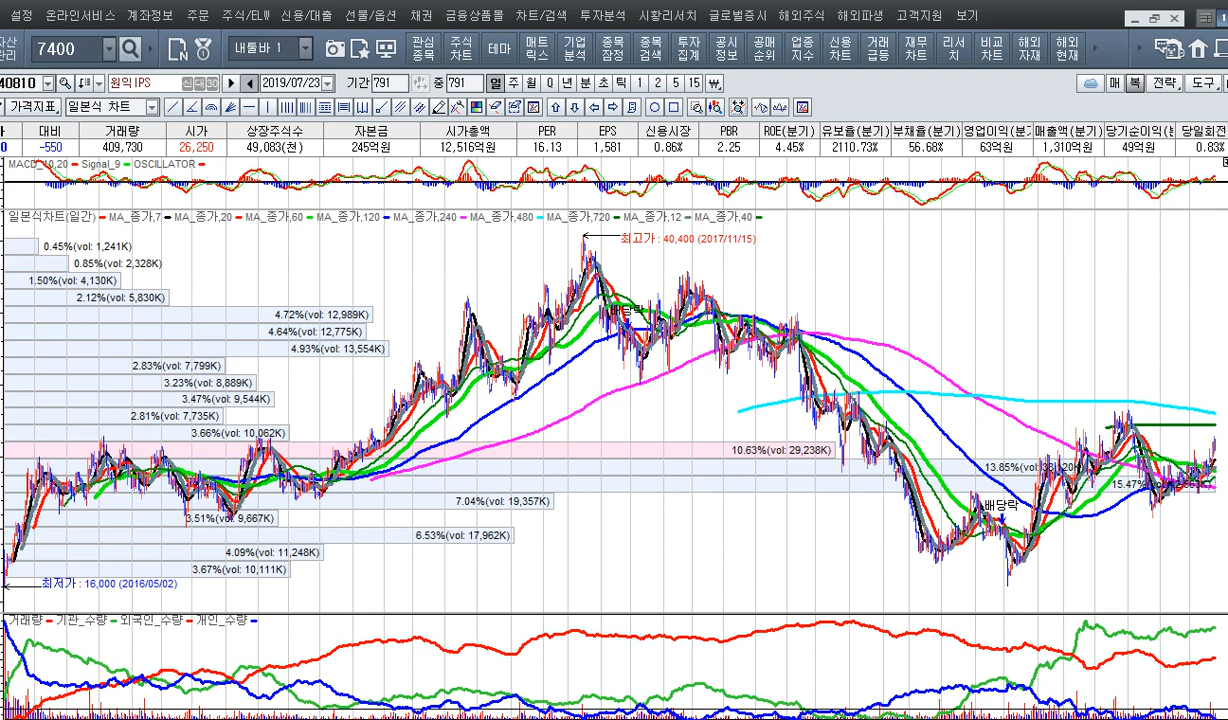 설정 온라인서비스 계좌정보 주문 주식/ELW 신용/대출 선물/옵션 채권 금융상품몰 차트/검색 투자분석 시황리서치 글로벌증시 해외주식 해외파생 고객지원 보기
자산 관리 7400 내툴바 1 관심 종목 주식 차트 테마 매트 릭스 기업 분석 종목 잠정 종목 검색 투자 집계 공시 정보 공매 순위 업종 지수 신용 차트 거래 등급 재무 차트 리서 치 비교 차트 해외 자재 해외 현재
40810 원익IPS 신 대 30 2019/07/23 기간 791 중 791 일 주 월 Q 년 분 초 틱 1 2 5 15 매 복 전략 도구
가격지표 일본식 차트
대비 거래량 시가 상장주식수 자본금 시가총액 PER EPS 신용시장 PBR ROE(분기) 유보율(분기) 부채율(분기) 영업이익(분기 매출액(분기) 당기순이익( 당일회전
-550 409,730 26,250 49,083(천) 245억원 12,516억원 16.13 1,581 0.86% 2.25 4.45% 2110.73% 56.68% 63억원 1,310억원 49억원 0.83%
MACD_10,20 Signal_9 OSCILLATOR
일본식차트(일간) MA_종가,7 MA_종가,20 MA_종가,60 MA_종가,120 MA_종가,240 MA_종가,480 MA_종가,720 MA_종가,12 MA_종가,40
최고가 : 40,400 (2017/11/15)
0.45%(vol: 1,241K)
0.85%(vol: 2,328K)
1.50%(vol: 4,130K)
2.12%(vol: 5,830K)
배당락
4.72%(vol: 12,989K)
4.64%(vol: 12,775K)
4.93%(vol: 13,554K)
2.83%(vol: 7,799K)
3.23%(vol: 8,889K)
3.47%(vol: 9,544K)
2.81%(vol: 7,735K)
3.66%(vol: 10,062K)
10.63%(vol: 29,238K)
13.85%(vol:
15.47%(vol:
7.04%(vol: 19,357K)
배당락
3.51%(vol: 9,667K)
6.53%(vol: 17,962K)
4.09%(vol: 11,248K)
3.67%(vol: 10,111K)
최저가 : 16,000 (2016/05/02)
거래량 기관_수량 외국인_수량 개인_수량